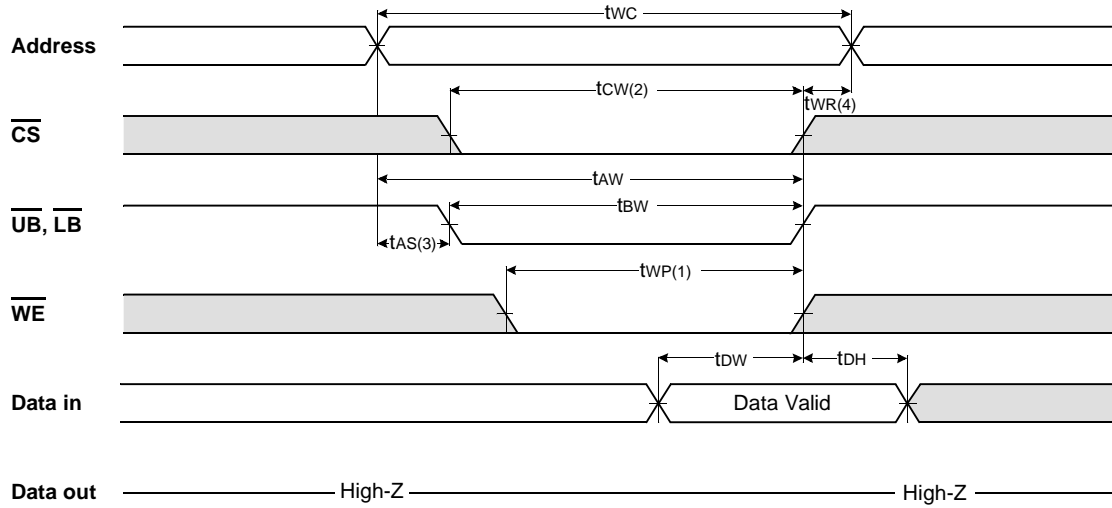 tWC
Address
tCW(2)
tWR(4)
CS
tAW
UB, LB
tBW
tAS(3)
tWP(1)
WE
tDW
tDH
Data in
Data Valid
Data out
High-Z
High-Z